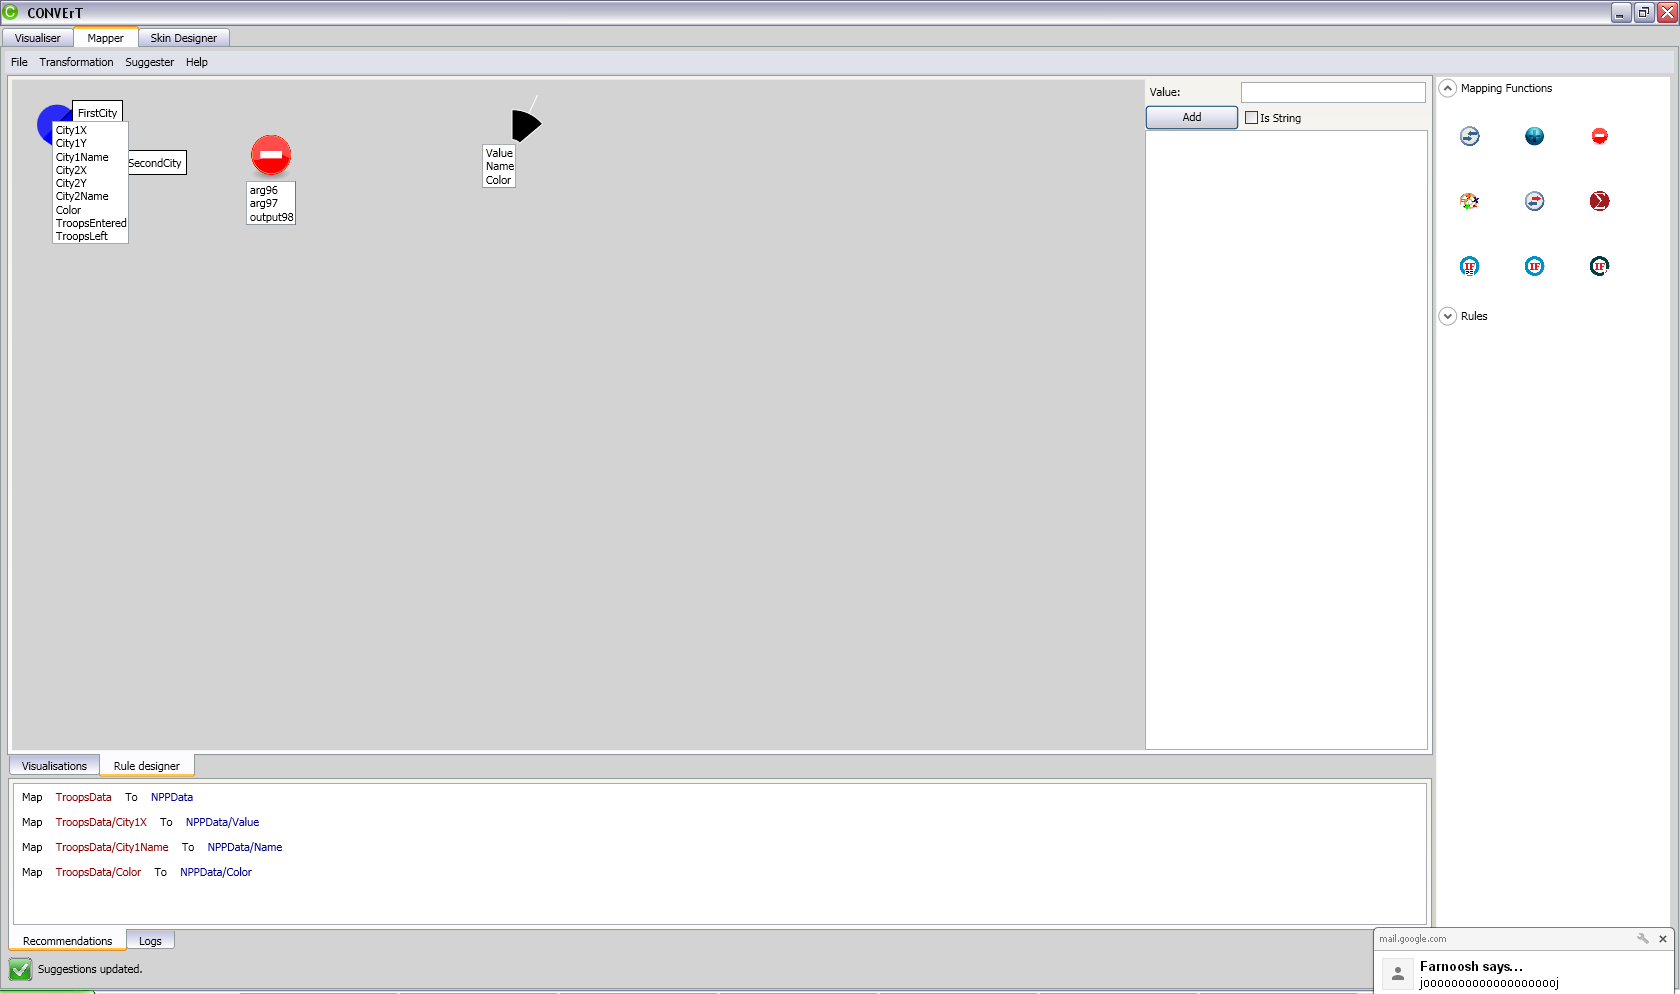 CONVErT
Visualiser
Mapper
Skin Designer
File
Transformation
Suggester
Help
FirstCity
City1X
City1Y
City1Name
City2X
City2Y
City2Name
Color
TroopsEntered
TroopsLeft
SecondCity
arg96
arg97
output98
Value
Name
Color
Value:
Add
Is String
Mapping Functions
IF
IF
IF
Rules
Visualisations
Rule designer
Map TroopsData To NPPData
Map TroopsData/City1X To NPPData/Value
Map TroopsData/City1Name To NPPData/Name
Map TroopsData/Color To NPPData/Color
Recommendations
Logs
Suggestions updated.
mail.google.com
Farnoosh says...